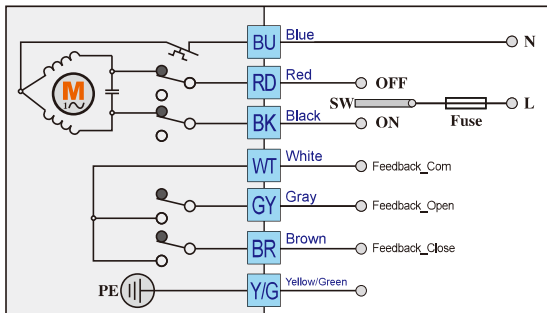 BU Blue N
M 1~ RD Red OFF
SW Fuse L
BK Black ON
WT White Feedback_Com
GY Gray Feedback_Open
BR Brown Feedback_Close
PE Y/G Yellow/Green